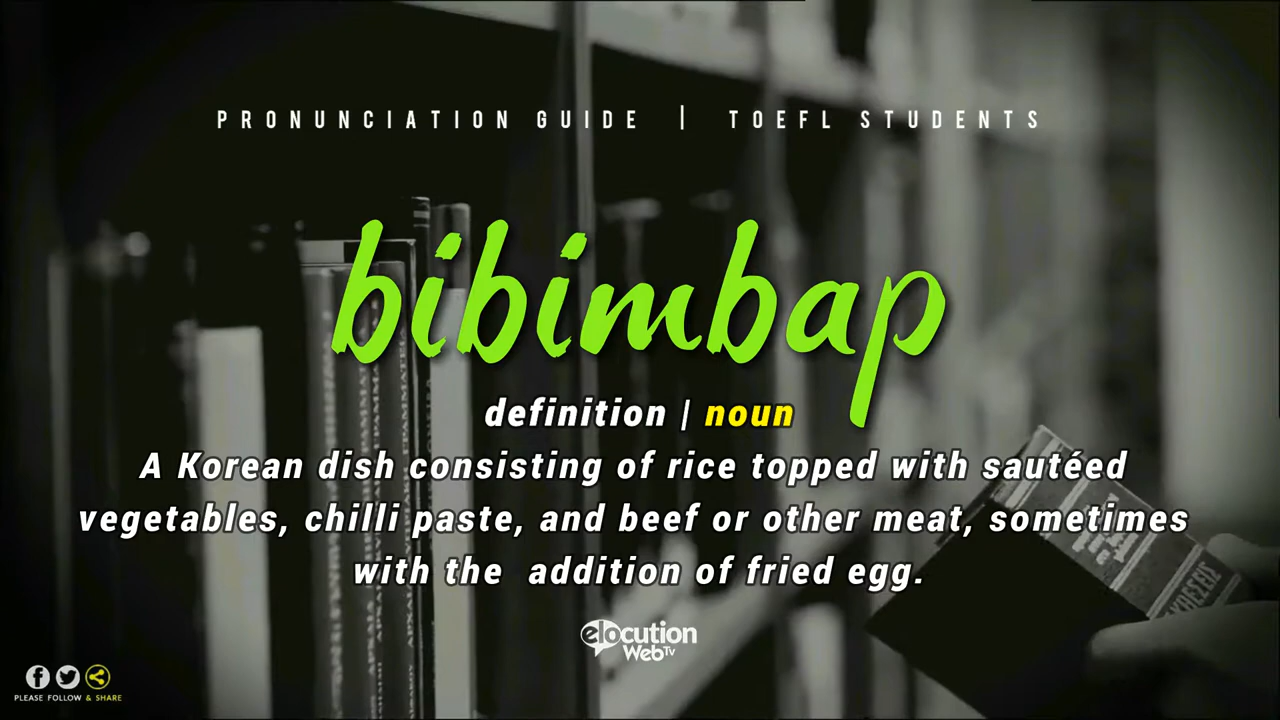 PRONUNCIATION GUIDE | TOEFL STUDENTS
bibimbap
definition | noun
A Korean dish consisting of rice topped with sautéed
vegetables, chilli paste, and beef or other meat, sometimes
with the addition of fried egg.
elocution
WebTv
PLEASE FOLLOW & SHARE